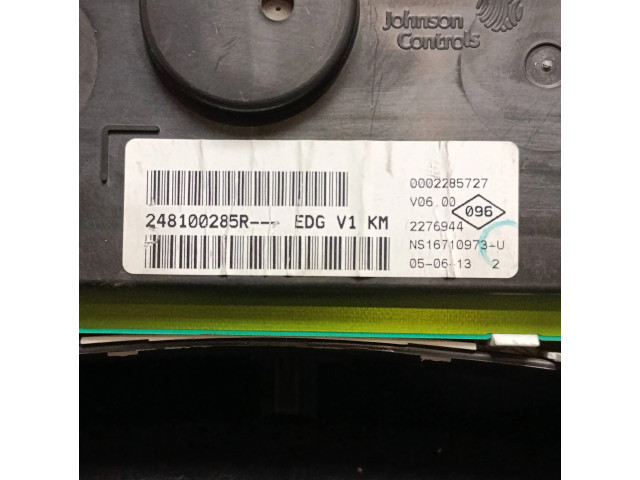 Johnson
Controls
0002285727
V06.00
096
248100285R--- EDG V1 KM
2276944
NS16710973-U
05-06-13 2